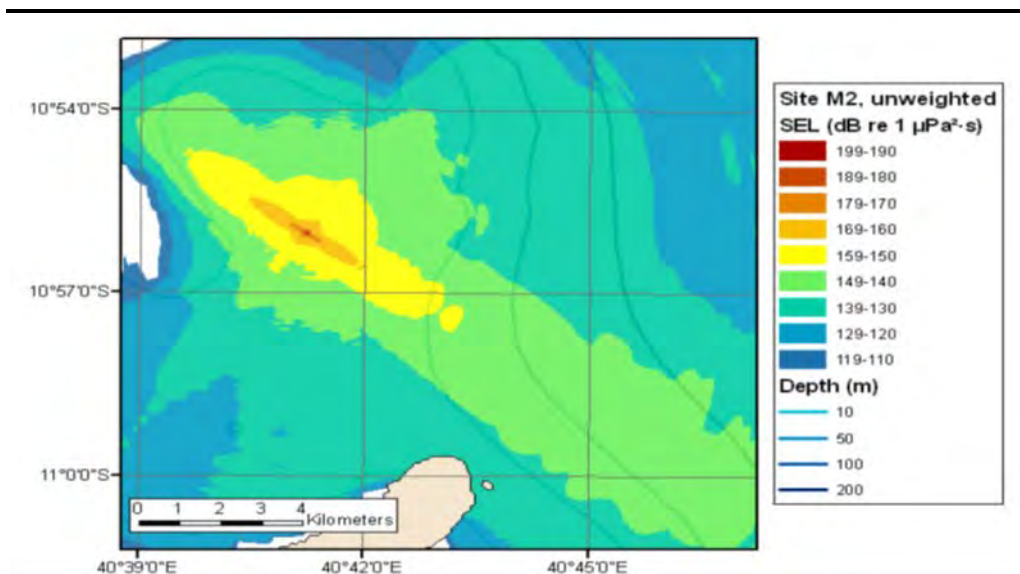 10°54'0"S
10°57'0"S
11°0'0"S
40°39'0"E
40°42'0"E
40°45'0"E
0 1 2 3 4
Kilometers
Site M2, unweighted
SEL (dB re 1 µPa²·s)
199-190
189-180
179-170
169-160
159-150
149-140
139-130
129-120
119-110
Depth (m)
10
50
100
200